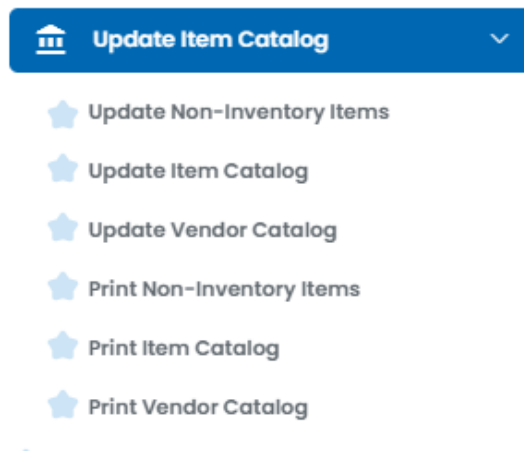 Update Item Catalog
Update Non-Inventory Items
Update Item Catalog
Update Vendor Catalog
Print Non-Inventory Items
Print Item Catalog
Print Vendor Catalog